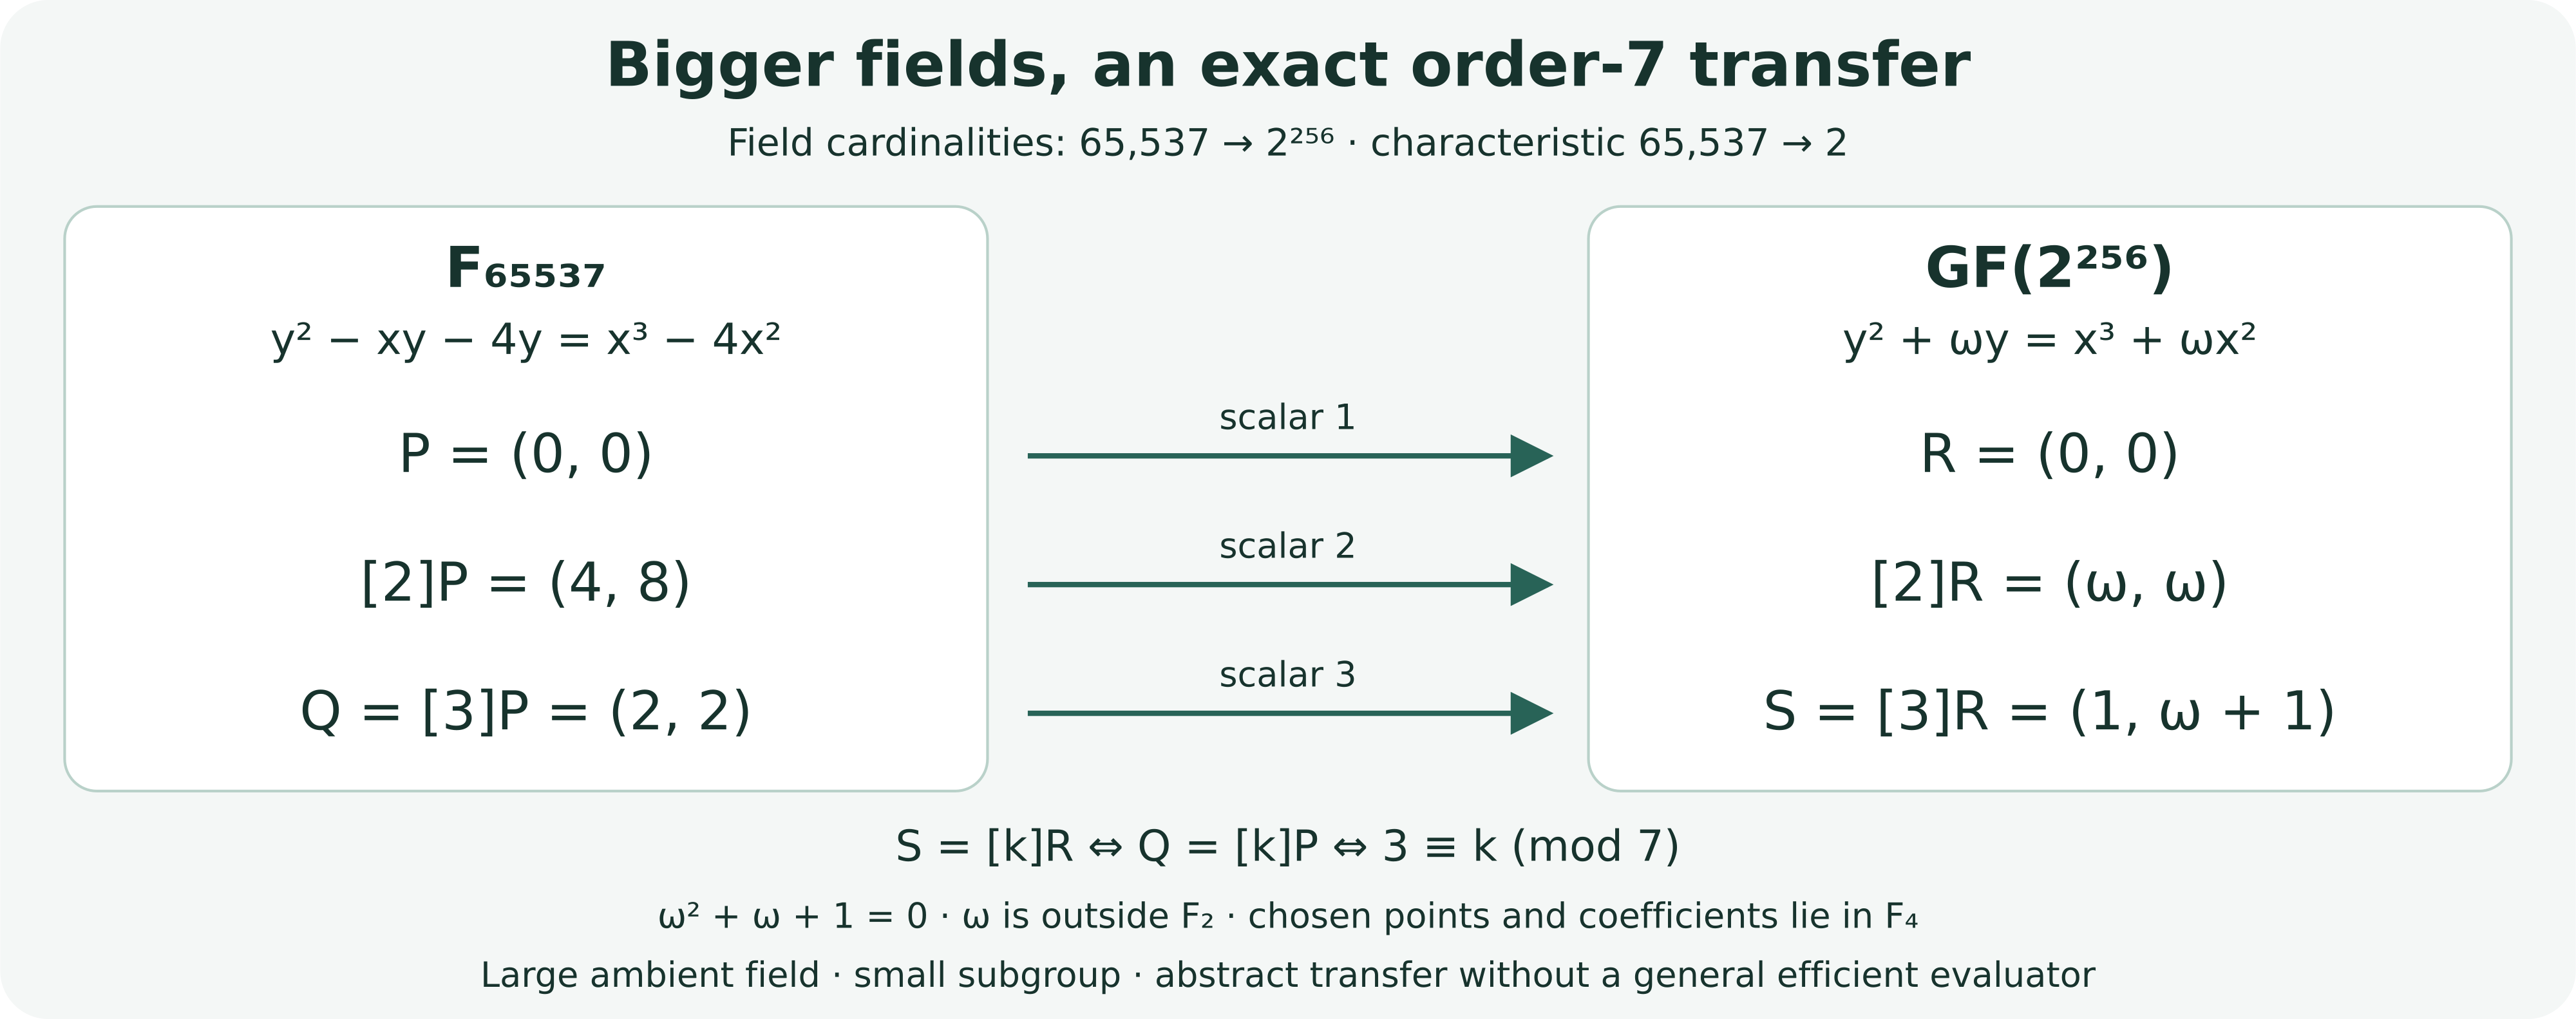 Bigger fields, an exact order-7 transfer
Field cardinalities: 65,537 → 2²⁵⁶ · characteristic 65,537 → 2
F₆₅₅₃₇
y² − xy − 4y = x³ − 4x²
P = (0, 0)
[2]P = (4, 8)
Q = [3]P = (2, 2)
scalar 1
scalar 2
scalar 3
GF(2²⁵⁶)
y² + ωy = x³ + ωx²
R = (0, 0)
[2]R = (ω, ω)
S = [3]R = (1, ω + 1)
S = [k]R ⇔ Q = [k]P ⇔ 3 ≡ k (mod 7)
ω² + ω + 1 = 0 · ω is outside F₂ · chosen points and coefficients lie in F₄
Large ambient field · small subgroup · abstract transfer without a general efficient evaluator